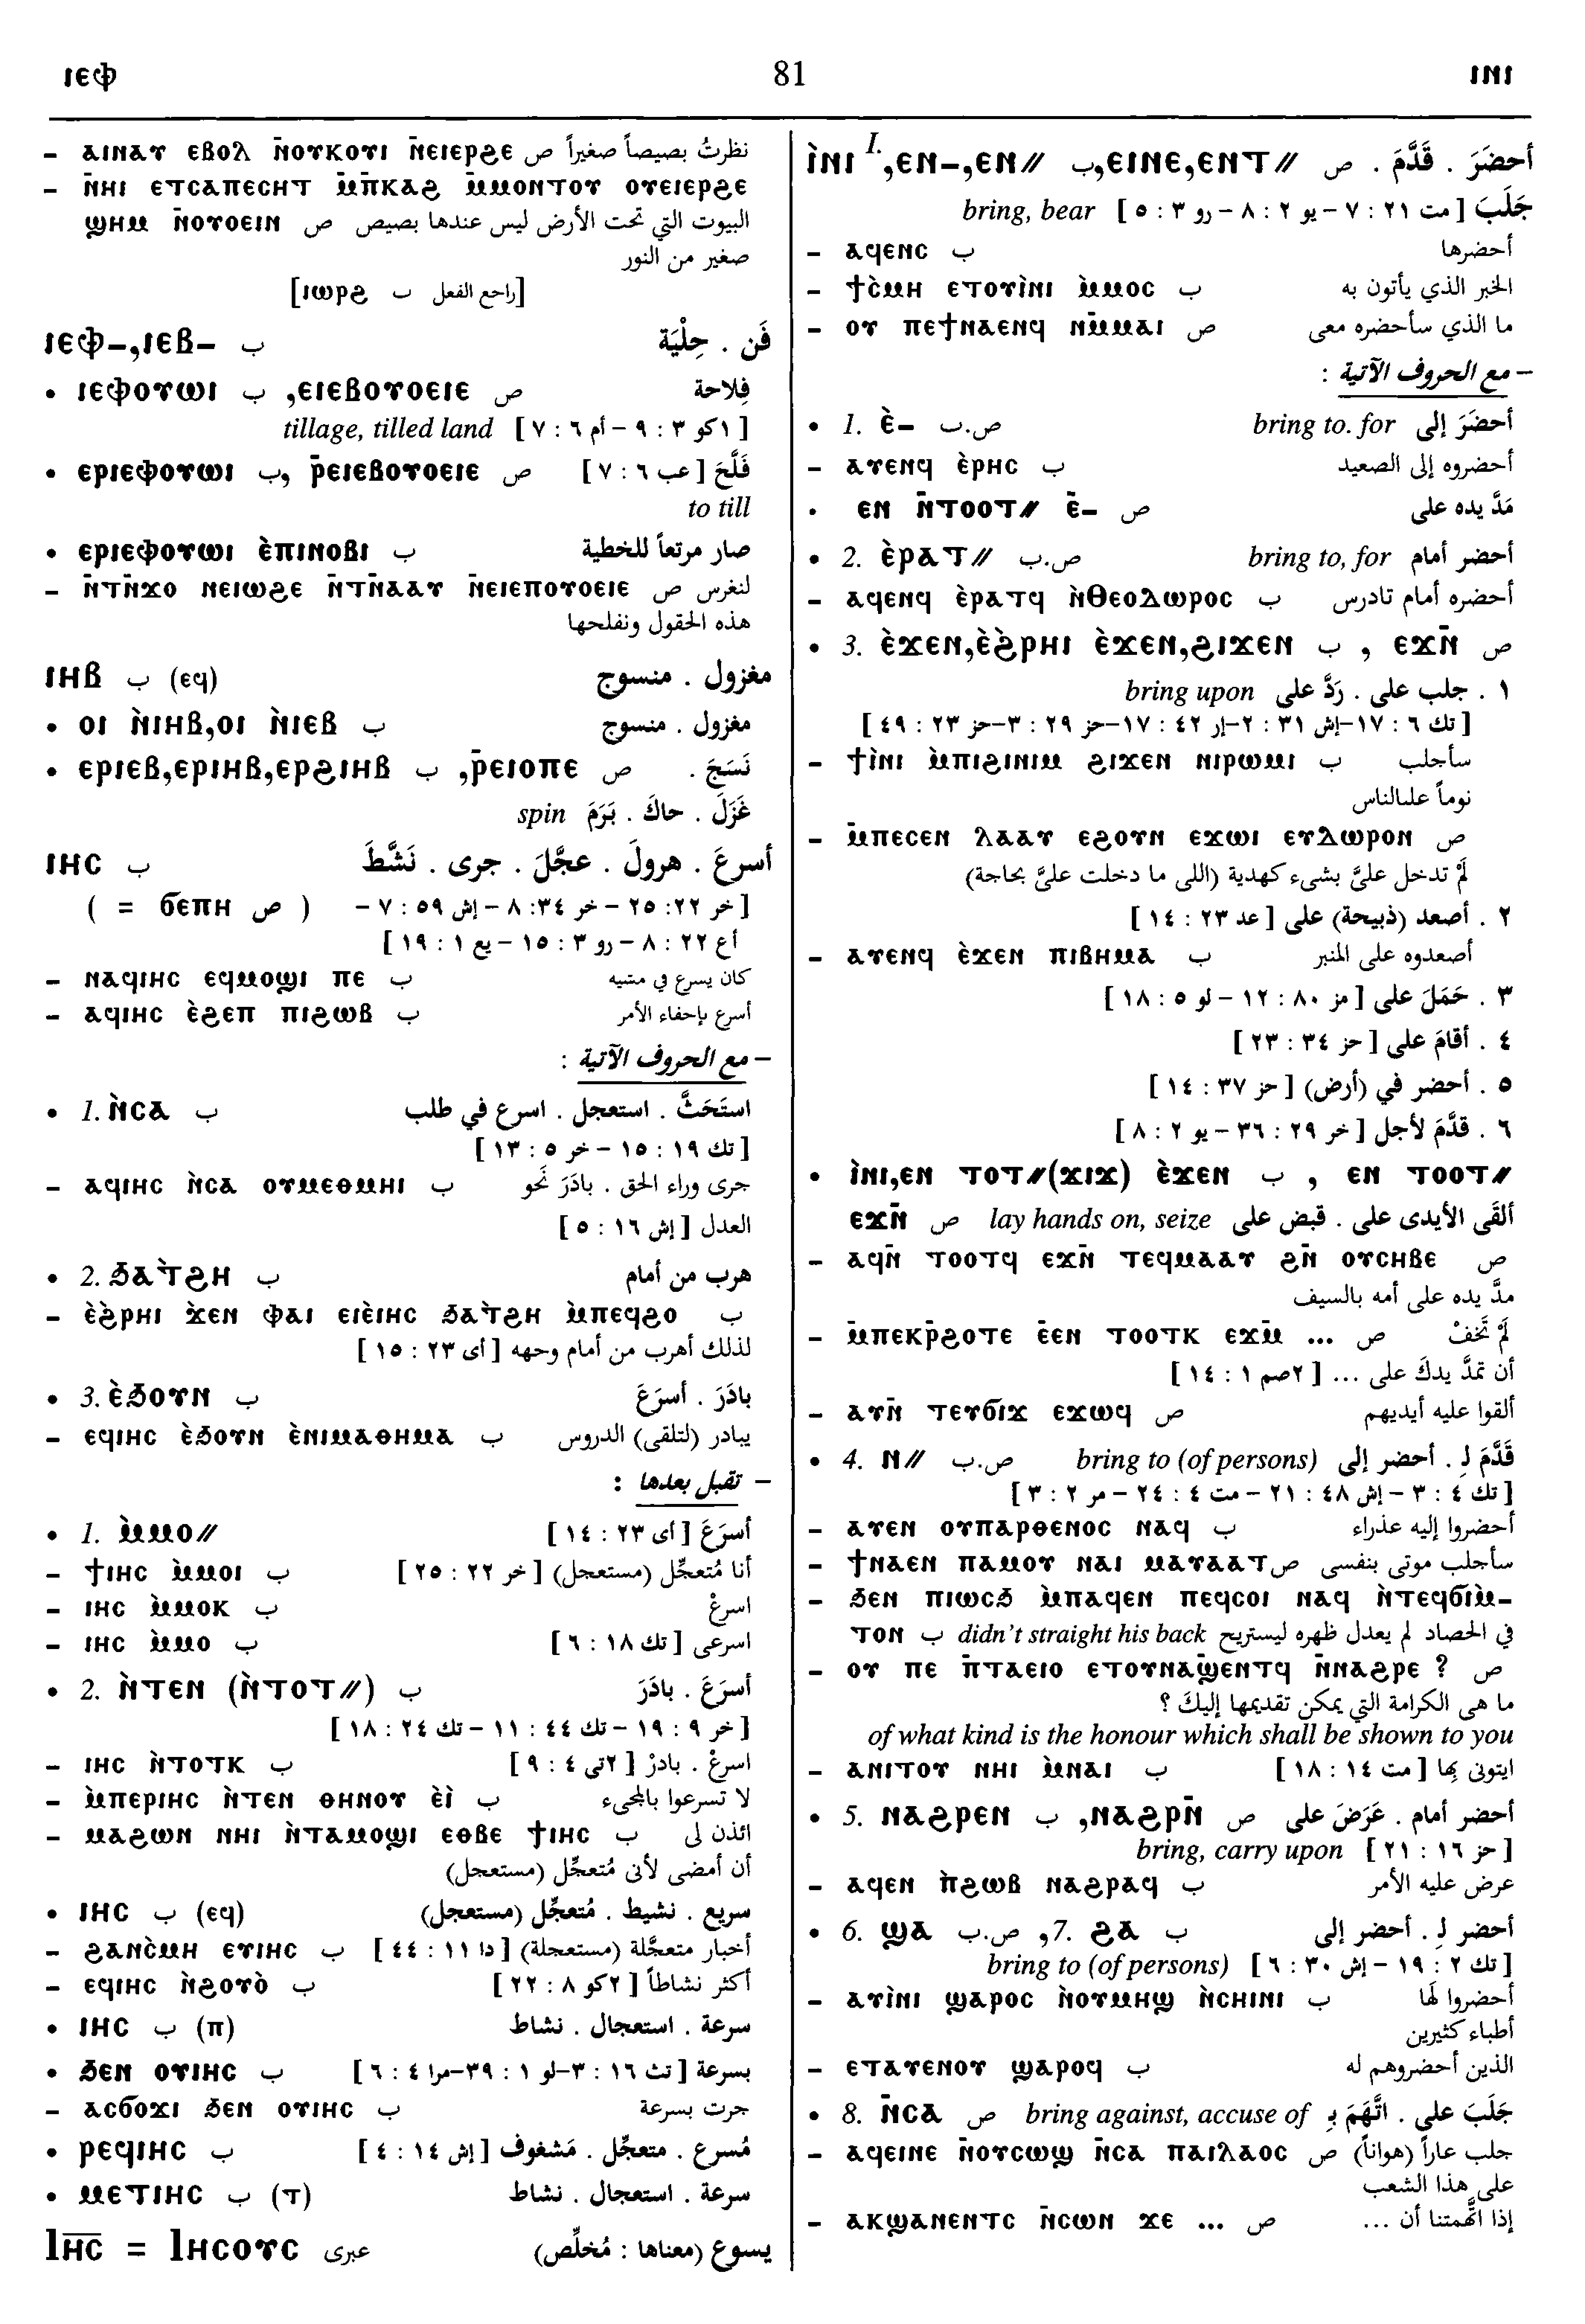 ⲓⲉⲫ 81 ⲓⲛⲓ
– ⲁⲓⲛⲁⲩ ⲉⲃⲟⲗ ⲛ̄ⲟⲩⲕⲟⲩⲓ ⲛ̄ⲉⲓⲉⲣϩⲉ ص نظرتُ بصيصاً صغيراً
– ⲛ̄ⲏⲓ ⲉⲧⲥⲁⲡⲉⲥⲏⲧ ⲙ̄ⲡ̄ⲕⲁϩ ⲙ̄ⲙⲟⲛⲧⲟⲩ ⲟⲩⲉⲓⲉⲣϩⲉ
ϣⲏⲙ ⲛ̄ⲟⲩⲟⲉⲓⲛ ص البيوت التي تحت الأرض ليس عندها بصيص
صغير من النور
[راجع الفعل ب ⲓⲱⲣϩ]
ⲓⲉⲫ–,ⲓⲉⲃ– ب فَن . حِلْيَة
• ⲓⲉⲫⲟⲩⲱⲓ ب ,ⲉⲓⲉⲃⲟⲩⲟⲉⲓⲉ ص فِلاحة
tillage, tilled land [ ١كو ٣ : ٩ – أم ٦ : ٧ ]
• ⲉⲣⲓⲉⲫⲟⲩⲱⲓ ب, ⲣ̄ⲉⲓⲉⲃⲟⲩⲟⲉⲓⲉ ص فَلَّحَ [ عب ٦ : ٧ ]
to till
• ⲉⲣⲓⲉⲫⲟⲩⲱⲓ ⲉ̀ⲡⲓⲛⲟⲃⲓ ب صار مرتعاً للخطية
– ⲛ̄ⲧⲛ̄ϫⲟ ⲛⲉⲓⲱϩⲉ ⲛ̄ⲧⲛ̄ⲁⲁⲩ ⲛ̄ⲉⲓⲉⲡⲟⲩⲟⲉⲓⲉ ص لنغرس
هذه الحقول ونفلحها
ⲓⲏⲃ ب (ⲉϥ) مغزول . منسوج
• ⲟⲓ ⲛ̀ⲓⲏⲃ,ⲟⲓ ⲛ̀ⲓⲉⲃ ب مغزول . منسوج
• ⲉⲣⲓⲉⲃ,ⲉⲣⲓⲏⲃ,ⲉⲣϩⲓⲏⲃ ب ,ⲣ̄ⲉⲓⲟⲡⲉ ص نَسَجَ .
غَزَلَ . حاكَ . بَرَمَ spin
ⲓⲏⲥ ب أسرعَ . هرولَ . عجَّلَ . جرى . نَشَّطَ
( = ϭⲉⲡⲏ ص ) [ خر ٢٢: ٢٥ – خر ٣٤: ٨ – إش ٥٩ : ٧ –
أع ٢٢ : ٨ – رو ٣ : ١٥ – يع ١ : ١٩ ]
– ⲛⲁϥⲓⲏⲥ ⲉϥⲙⲟϣⲓ ⲡⲉ ب كان يسرع في مشيه
– ⲁϥⲓⲏⲥ ⲉ̀ϩⲉⲡ ⲡⲓϩⲱⲃ ب أسرع بإخفاء الأمر
– مع الحروف الآتية :
• 1. ⲛ̀ⲥⲁ ب استَحَثَّ . استعجل . اسرع في طلب
[ تك ١٩ : ١٥ – خر ٥ : ١٣ ]
– ⲁϥⲓⲏⲥ ⲛ̀ⲥⲁ ⲟⲩⲙⲉⲑⲙⲏⲓ ب جرى وراء الحق . بادَرَ نَحو
العدل [ إش ١٦ : ٥ ]
• 2. ϧⲁⲧ̀ϩⲏ ب هرب من أمام
– ⲉ̀ϩ̀ⲣⲏⲓ ϫ̀ⲉⲛ ⲫⲁⲓ ⲉⲓⲉ̀ⲓⲏⲥ ϧⲁⲧ̀ϩⲏ ⲙ̀ⲡⲉϥϩⲟ ب
لذلك أهرب من أمام وجهه [ أى ٢٣ : ١٥ ]
• 3. ⲉ̀ϧⲟⲩⲛ ب بادَرَ . أسرَعَ
– ⲉϥⲓⲏⲥ ⲉ̀ϧⲟⲩⲛ ⲉ̀ⲛⲓⲙⲁⲑⲏⲙⲁ ب يبادر (لتلقى) الدروس
– تقبل بعدها :
• 1. ⲙ̀ⲙⲟ// أسرَعَ [ أى ٢٣ : ١٤ ]
– ϯⲓⲏⲥ ⲙ̀ⲙⲟⲓ ب أنا مُتعجِّل (مستعجل) [ خر ٢٢ : ٢٥ ]
– ⲓⲏⲥ ⲙ̀ⲙⲟⲕ ب اسرعْ
– ⲓⲏⲥ ⲙ̀ⲙⲟ ب اسرعى [ تك ١٨ : ٦ ]
• 2. ⲛ̀ⲧⲉⲛ (ⲛ̀ⲧⲟⲧ//) ب أسرَعَ . بادَرَ
[ خر ٩ : ١٩ – تك ٤٤ : ١١ – تك ٢٤ : ١٨ ]
– ⲓⲏⲥ ⲛ̀ⲧⲟⲧⲕ ب اسرعْ . بادرْ [ ٢تى ٤ : ٩ ]
– ⲙ̀ⲡⲉⲣⲓⲏⲥ ⲛ̀ⲧⲉⲛ ⲑⲏⲛⲟⲩ ⲉ̀ⲓ̀ ب لا تسرعوا بالمجىء
– ⲙⲁϩⲱⲛ ⲛⲏⲓ ⲛ̀ⲧⲁⲙⲟϣⲓ ⲉⲑⲃⲉ ϯⲓⲏⲥ ب ائذن لى
أن أمضى لأنى مُتعجِّل (مستعجل)
• ⲓⲏⲥ ب (ⲉϥ) سريع . نشيط . مُتعجِّل (مستعجل)
– ϩⲁⲛⲥ̀ⲙⲏ ⲉⲩⲓⲏⲥ ب أخبار متعجِّلة (مستعجلة) [ دا ١١ : ٤٤ ]
– ⲉϥⲓⲏⲥ ⲛ̀ϩⲟⲩⲟ̀ ب أكثر نشاطاً [ ٢كو ٨ : ٢٢ ]
• ⲓⲏⲥ ب (ⲡ) سرعة . استعجال . نشاط
• ϧⲉⲛ ⲟⲩⲓⲏⲥ ب بسرعة [ تث ١٦ : ٣–لو ١ : ٣٩–مرا ٤ : ٦ ]
– ⲁⲥϭⲟϫⲓ ϧⲉⲛ ⲟⲩⲓⲏⲥ ب جرت بسرعة
• ⲣⲉϥⲓⲏⲥ ب مُسرع . متعجِّل . مَشغوف [ إش ١٤ : ٤ ]
• ⲙⲉⲧⲓⲏⲥ ب (ⲧ) سرعة . استعجال . نشاط
Ⲓⲏ̅ⲥ̅ = Ⲓⲏⲥⲟⲩⲥ عبرى يسوع (معناها : مُخلِّص)
ⲓ̀ⲛⲓ I. ,ⲉⲛ–,ⲉⲛ// ب,ⲉⲓⲛⲉ,ⲉⲛⲧ// ص أحضَرَ . قَدَّمَ .
جَلَبَ [ مت ٢١ : ٧ – يو ٢ : ٨ – رو ٣ : ٥ ] bring, bear
– ⲁϥⲉⲛⲥ ب أحضرها
– ϯⲥ̀ⲙⲏ ⲉⲧⲟⲩⲓ̀ⲛⲓ ⲙ̀ⲙⲟⲥ ب الخبر الذي يأتون به
– ⲟⲩ ⲡⲉϯⲛⲁⲉⲛϥ ⲛⲙ̄ⲙⲁⲓ ص ما الذي سأحضره معى
– مع الحروف الآتية :
• 1. ⲉ̀– ص.ب أحضَرَ إلى bring to. for
– ⲁⲩⲉⲛϥ ⲉ̀ⲣⲏⲥ ب أحضروه إلى الصعيد
· ⲉⲛ ⲛ̄ⲧⲟⲟⲧ// ⲉ̄– ص مَدَّ يده على
• 2. ⲉ̀ⲣⲁⲧ// ص.ب أحضر أمام bring to, for
– ⲁϥⲉⲛϥ ⲉ̀ⲣⲁⲧϥ ⲛ̀Ⲑⲉⲟⲇⲱⲣⲟⲥ ب أحضره أمام تادرس
• 3. ⲉ̀ϫⲉⲛ,ⲉ̀ϩ̀ⲣⲏⲓ ⲉ̀ϫⲉⲛ,ϩⲓϫⲉⲛ ب , ⲉϫⲛ̄ ص
١ . جلب على . رَدَّ على bring upon
[ تك ٦ : ١٧–إش ٣١ : ٢–إر ٤٢ : ١٧–حز ٢٩ : ٣–حز ٢٣ : ٤٩ ]
– ϯⲓ̀ⲛⲓ ⲙ̀ⲡⲓϩⲓⲛⲓⲙ ϩⲓϫⲉⲛ ⲛⲓⲣⲱⲙⲓ ب سأجلب
نوماً علىالناس
– ⲙ̄ⲡⲉⲥⲉⲛ ⲗⲁⲁⲩ ⲉϩⲟⲩⲛ ⲉϫⲱⲓ ⲉⲩⲇⲱⲣⲟⲛ ص
لَمْ تدخل علىَّ بشىء كهدية (اللى ما دخلت علىَّ بحاجة)
٢ . أصعد (ذبيحة) على [ عد ٢٣ : ١٤ ]
– ⲁⲩⲉⲛϥ ⲉ̀ϫⲉⲛ ⲡⲓⲃⲏⲙⲁ ب أصعدوه على المنبر
٣ . حَمَلَ على [ مز ٨٠ : ١٢ – لو ٥ : ١٨ ]
٤ . أقامَ على [ حز ٣٤ : ٢٣ ]
٥ . أحضر في (أرض) [ حز ٣٧ : ١٤ ]
٦ . قدَّمَ لأجل [ خر ٢٩ : ٣٦ – يو ٢ : ٨ ]
• ⲓ̀ⲛⲓ,ⲉⲛ ⲧⲟⲧ//(ϫⲓϫ) ⲉ̀ϫⲉⲛ ب , ⲉⲛ ⲧⲟⲟⲧ//
ⲉϫⲛ̄ ص lay hands on, seize ألقَى الأيدى على . قبض على
– ⲁϥⲛ̄ ⲧⲟⲟⲧϥ ⲉϫⲛ̄ ⲧⲉϥⲙⲁⲁⲩ ϩⲛ̄ ⲟⲩⲥⲏⲃⲉ ص
مدَّ يده على أمه بالسيف
– ⲙ̄ⲡⲉⲕⲣ̄ϩⲟⲧⲉ ⲉ̄ⲉⲛ ⲧⲟⲟⲧⲕ ⲉϫⲙ̄ ... ص لَمْ تَخَفْ
أن تمدَّ يدكَ على ... [ ٢صم ١ : ١٤ ]
– ⲁⲩⲛ̄ ⲧⲉⲩϭⲓϫ ⲉϫⲱϥ ص ألقوا عليه أيديهم
• 4. ⲛ// ص.ب قَدَّمَ لِـ . أحضر إلى bring to (of persons)
[ تك ٤ : ٣ – إش ٤٨ : ٢١ – مت ٤ : ٢٤ – مر ٢ : ٣ ]
– ⲁⲩⲉⲛ ⲟⲩⲡⲁⲣⲑⲉⲛⲟⲥ ⲛⲁϥ ب أحضروا إليه عذراء
– ϯⲛⲁⲉⲛ ⲡⲁⲙⲟⲩ ⲛⲁⲓ ⲙⲁⲩⲁⲁⲧ ص سأجلب موتى بنفسى
– ϧⲉⲛ ⲡⲓⲱⲥϧ ⲙ̀ⲡⲁϥⲉⲛ ⲡⲉϥⲥⲟⲓ ⲛⲁϥ ⲛ̀ⲧⲉϥϭⲓⲙ̀–
ⲧⲟⲛ ب didn't straight his back في الحصاد لم يعدل ظهره ليستريح
– ⲟⲩ ⲡⲉ ⲡ̄ⲧⲁⲉⲓⲟ ⲉⲧⲟⲩⲛⲁϣ̄ⲉⲛⲧϥ ⲛ̄ⲛⲁϩⲣⲉ ? ص
ما هى الكرامة التي يمكن تقديمها إليكَ ؟
of what kind is the honour which shall be shown to you
– ⲁⲛⲓⲧⲟⲩ ⲛⲏⲓ ⲙ̀ⲛⲁⲓ ب ايتونى بها [ مت ١٤ : ١٨ ]
• 5. ⲛⲁϩⲣⲉⲛ ب ,ⲛⲁϩⲣⲛ̄ ص أحضر أمام . عَرَضَ على
[ حز ١٦ : ٢١ ] bring, carry upon
– ⲁϥⲉⲛ ⲡ̄ϩⲱⲃ ⲛⲁϩⲣⲁϥ ب عرض عليه الأمر
• 6. ϣⲁ ص.ب ,7. ϩⲁ ب أحضر لِـ . أحضر إلى
[ تك ٢ : ١٩ – إش ٣٠ : ٦ ] bring to (of persons)
– ⲁⲩⲓ̀ⲛⲓ ϣⲁⲣⲟⲥ ⲛ̀ⲟⲩⲙⲏϣ ⲛ̀ⲥⲏⲓⲛⲓ ب أحضروا لَها
أطباء كثيرين
– ⲉⲧⲁⲩⲉⲛⲟⲩ ϣⲁⲣⲟϥ ب الذين أحضروهم له
• 8. ⲛ̄ⲥⲁ ص bring against, accuse of جَلَبَ على . اتَّهَمَ بِـ
– ⲁϥⲉⲓⲛⲉ ⲛ̄ⲟⲩⲥⲱϣ ⲛ̄ⲥⲁ ⲡⲁⲓⲗⲁⲟⲥ ص جلب عاراً (هواناً)
على هذا الشعب
– ⲁⲕϣⲁⲛⲉⲛⲧⲥ ⲛ̄ⲥⲱⲛ ϫⲉ ... ص إذا اتَّهمتنا أن ...